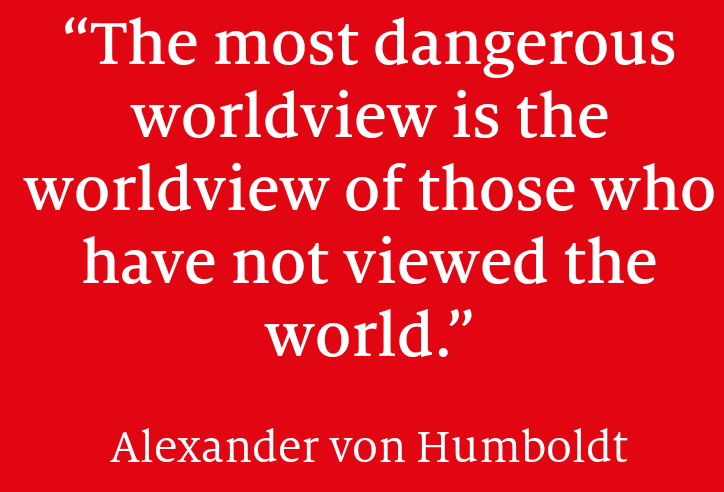 “The most dangerous
worldview is the
worldview of those who
have not viewed the
world.”
Alexander von Humboldt